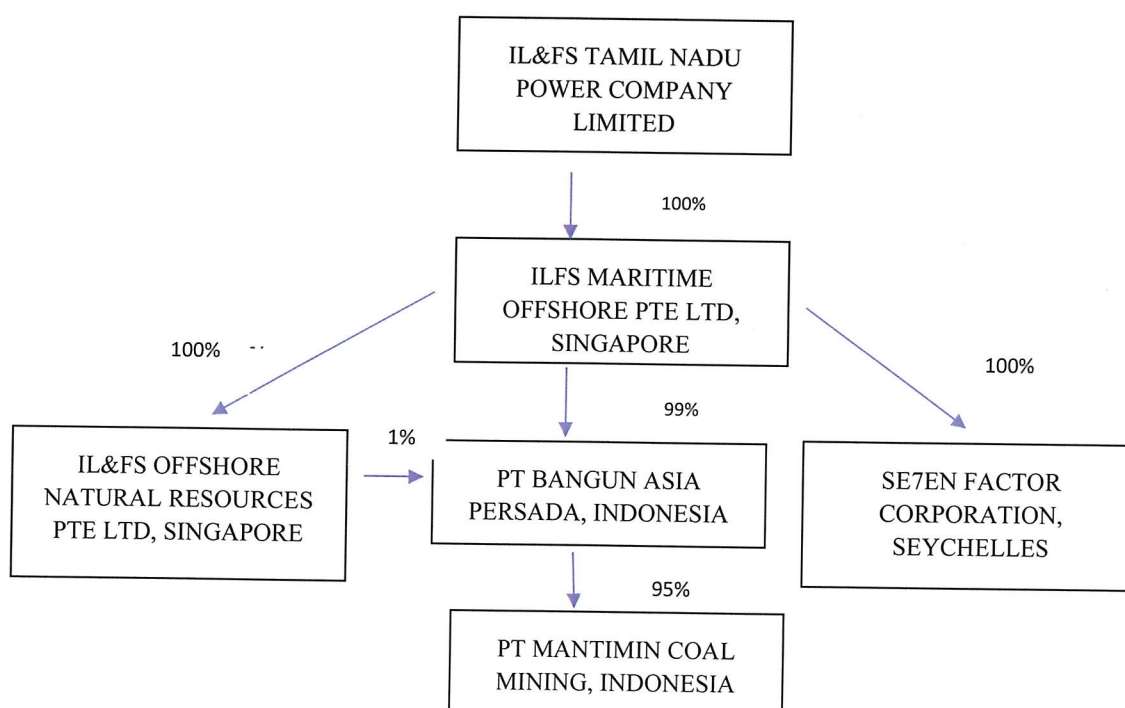 IL&FS TAMIL NADU
POWER COMPANY
LIMITED
100%
ILFS MARITIME
OFFSHORE PTE LTD,
SINGAPORE
100%
99%
100%
1%
IL&FS OFFSHORE
NATURAL RESOURCES
PTE LTD, SINGAPORE
PT BANGUN ASIA
PERSADA, INDONESIA
SE7EN FACTOR
CORPORATION,
SEYCHELLES
95%
PT MANTIMIN COAL
MINING, INDONESIA